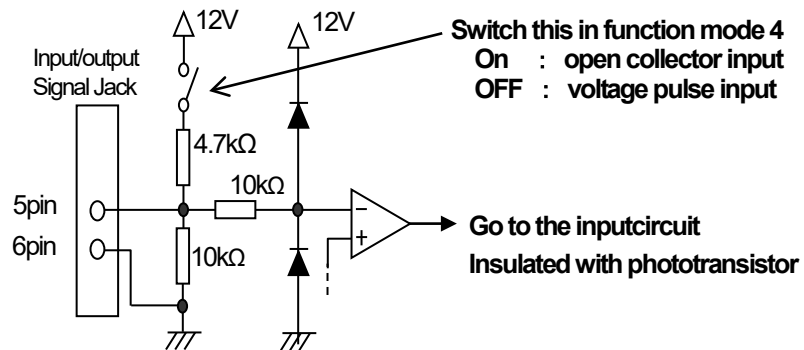 12V
12V
Switch this in function mode 4
On : open collector input
OFF : voltage pulse input
Input/output
Signal Jack
4.7kΩ
10kΩ
5pin
6pin
10kΩ
−
+
Go to the inputcircuit
Insulated with phototransistor